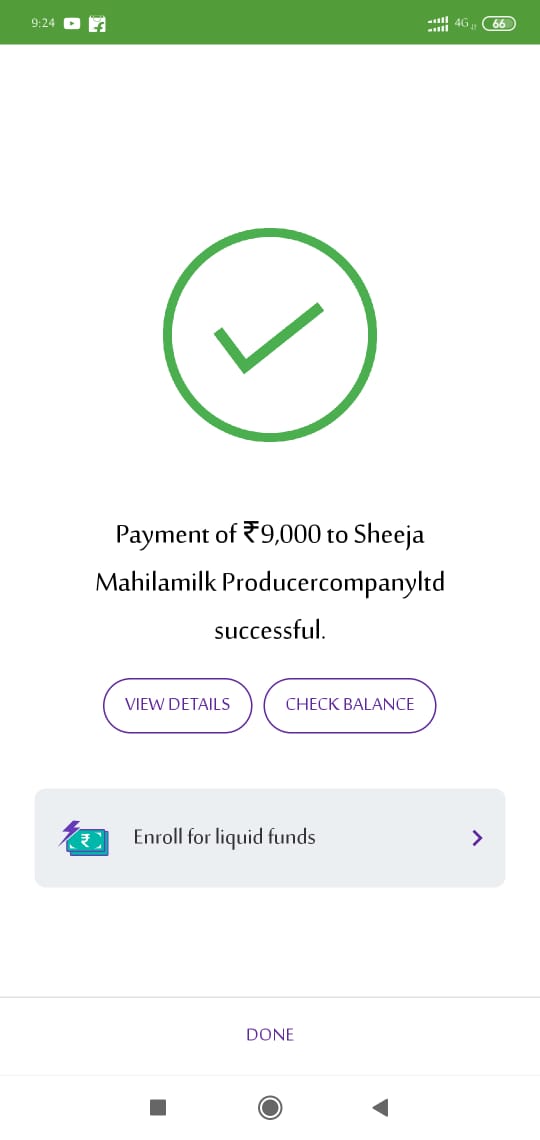 9:24 4G 66
Payment of ₹9,000 to Sheeja
Mahilamilk Producercompanyltd
successful.
VIEW DETAILS CHECK BALANCE
₹ Enroll for liquid funds
DONE